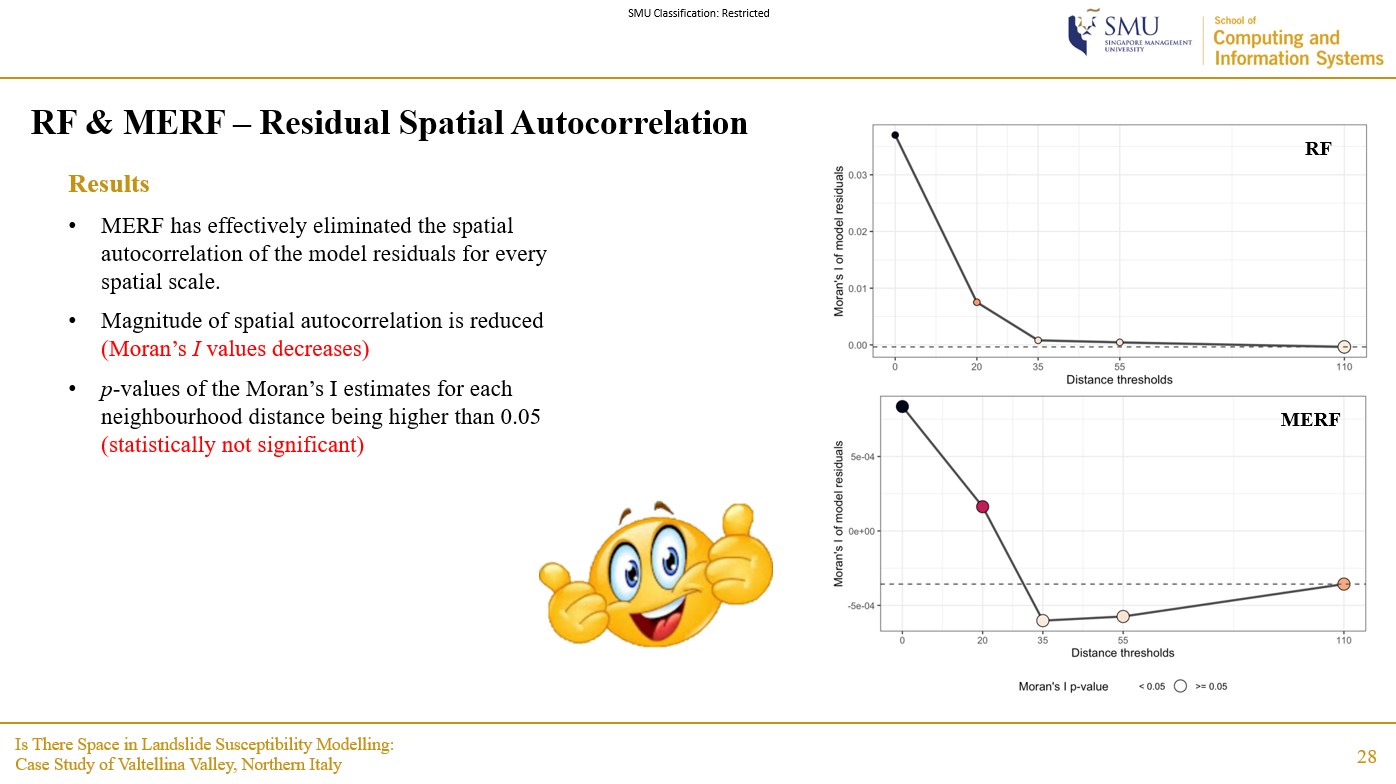 SMU Classification: Restricted
SMU
SINGAPORE MANAGEMENT
UNIVERSITY
School of
Computing and
Information Systems
RF & MERF – Residual Spatial Autocorrelation
Results
• MERF has effectively eliminated the spatial
autocorrelation of the model residuals for every
spatial scale.
• Magnitude of spatial autocorrelation is reduced
(Moran's I values decreases)
• p-values of the Moran's I estimates for each
neighbourhood distance being higher than 0.05
(statistically not significant)
RF
Moran's I of model residuals
0.03
0.02
0.01
0.00
0 20 35 55 110
Distance thresholds
MERF
Moran's I of model residuals
5e-04
0e+00
-5e-04
0 20 35 55 110
Distance thresholds
Moran's I p-value < 0.05 >= 0.05
Is There Space in Landslide Susceptibility Modelling:
Case Study of Valtellina Valley, Northern Italy
28